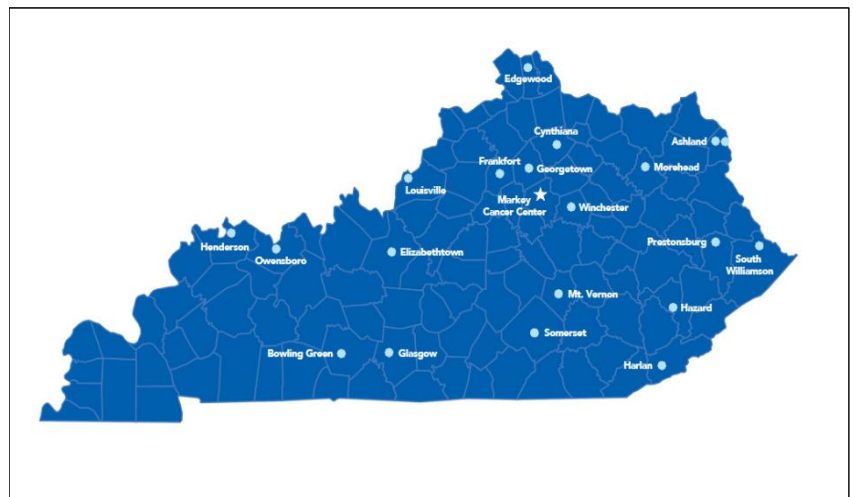 Edgewood
Cynthiana
Ashland
Frankfort
Georgetown
Morehead
Louisville
Markey
Cancer Center
Winchester
Henderson
Owensboro
Elizabethtown
Prestonsburg
South
Williamson
Mt. Vernon
Hazard
Somerset
Bowling Green
Glasgow
Harlan